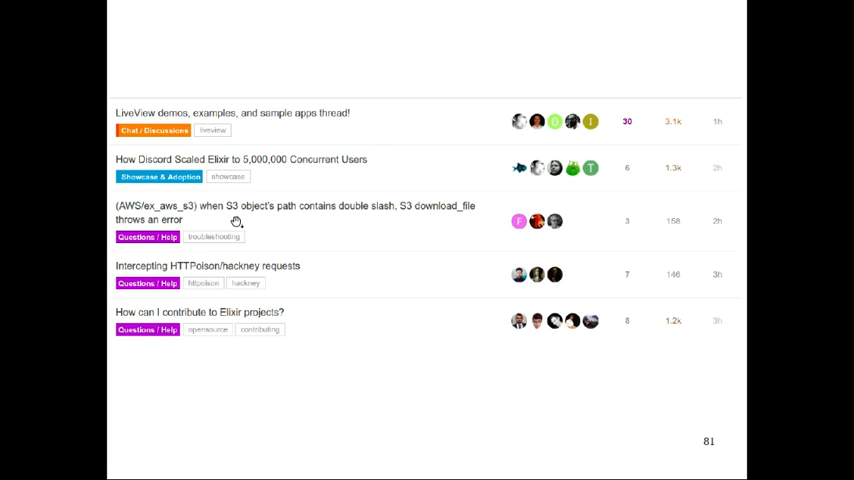 LiveView demos, examples, and sample apps thread!
Chat / Discussions liveview
D I 30 3.1k 1h
How Discord Scaled Elixir to 5,000,000 Concurrent Users
Showcase & Adoption showcase
T 6 1.3k 2h
(AWS/ex_aws_s3) when S3 object's path contains double slash, S3 download_file
throws an error
Questions / Help troubleshooting
F 3 158 2h
Intercepting HTTPoison/hackney requests
Questions / Help httpoison hackney
7 146 3h
How can I contribute to Elixir projects?
Questions / Help opensource contributing
8 1.2k 3h
81